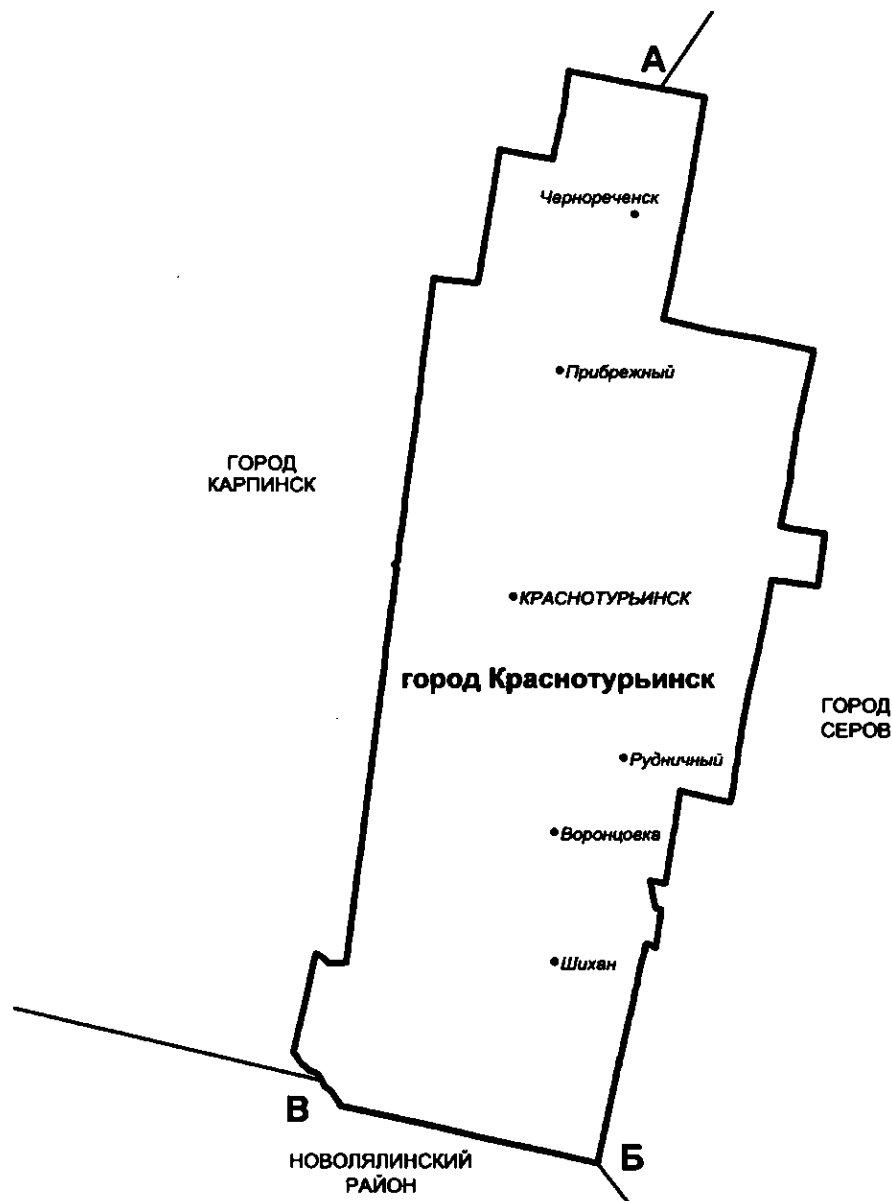 А
Чернореченск
Прибрежный
ГОРОД
КАРПИНСК
КРАСНОТУРЬИНСК
город Краснотурьинск
ГОРОД
СЕРОВ
Рудничный
Воронцовка
Шихан
В
Б
НОВОЛЯЛИНСКИЙ
РАЙОН